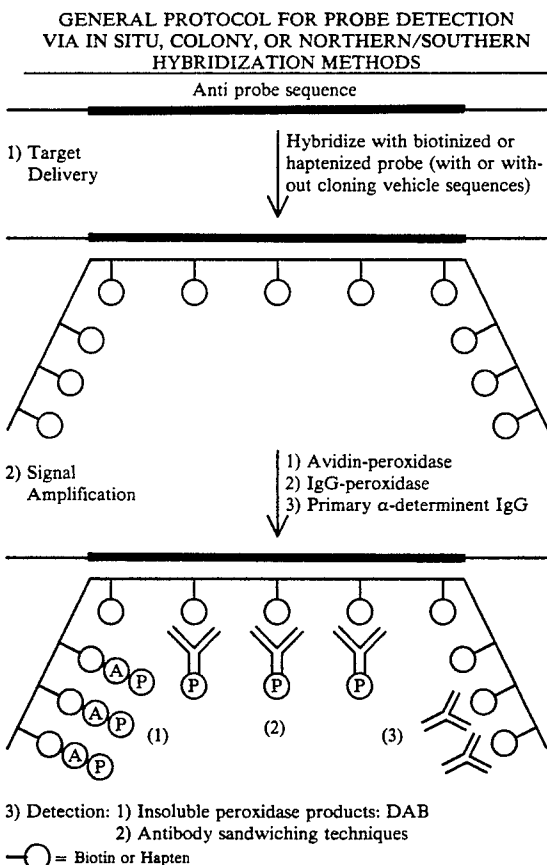 GENERAL PROTOCOL FOR PROBE DETECTION
VIA IN SITU, COLONY, OR NORTHERN/SOUTHERN
HYBRIDIZATION METHODS
Anti probe sequence
1) Target
Delivery
Hybridize with biotinized or
haptenized probe (with or with-
out cloning vehicle sequences)
2) Signal
Amplification
1) Avidin-peroxidase
2) IgG-peroxidase
3) Primary α-determinent IgG
A P
A P
A P
P P P
(1) (2) (3)
3) Detection: 1) Insoluble peroxidase products: DAB
2) Antibody sandwiching techniques
= Biotin or Hapten